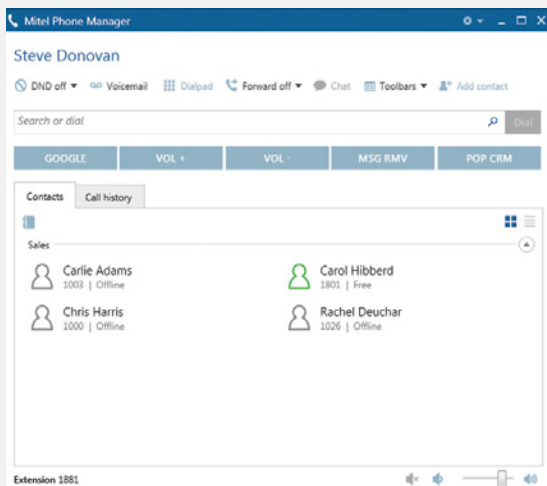 Mitel Phone Manager
Steve Donovan
DND off Voicemail Dialpad Forward off Chat Toolbars Add contact
Search or dial Dial
GOOGLE VOL + VOL - MSG RMV POP CRM
Contacts Call history
Sales
Carlie Adams Carol Hibberd
1003 | Offline 1801 | Free
Chris Harris Rachel Deuchar
1000 | Offline 1026 | Offline
Extension 1881